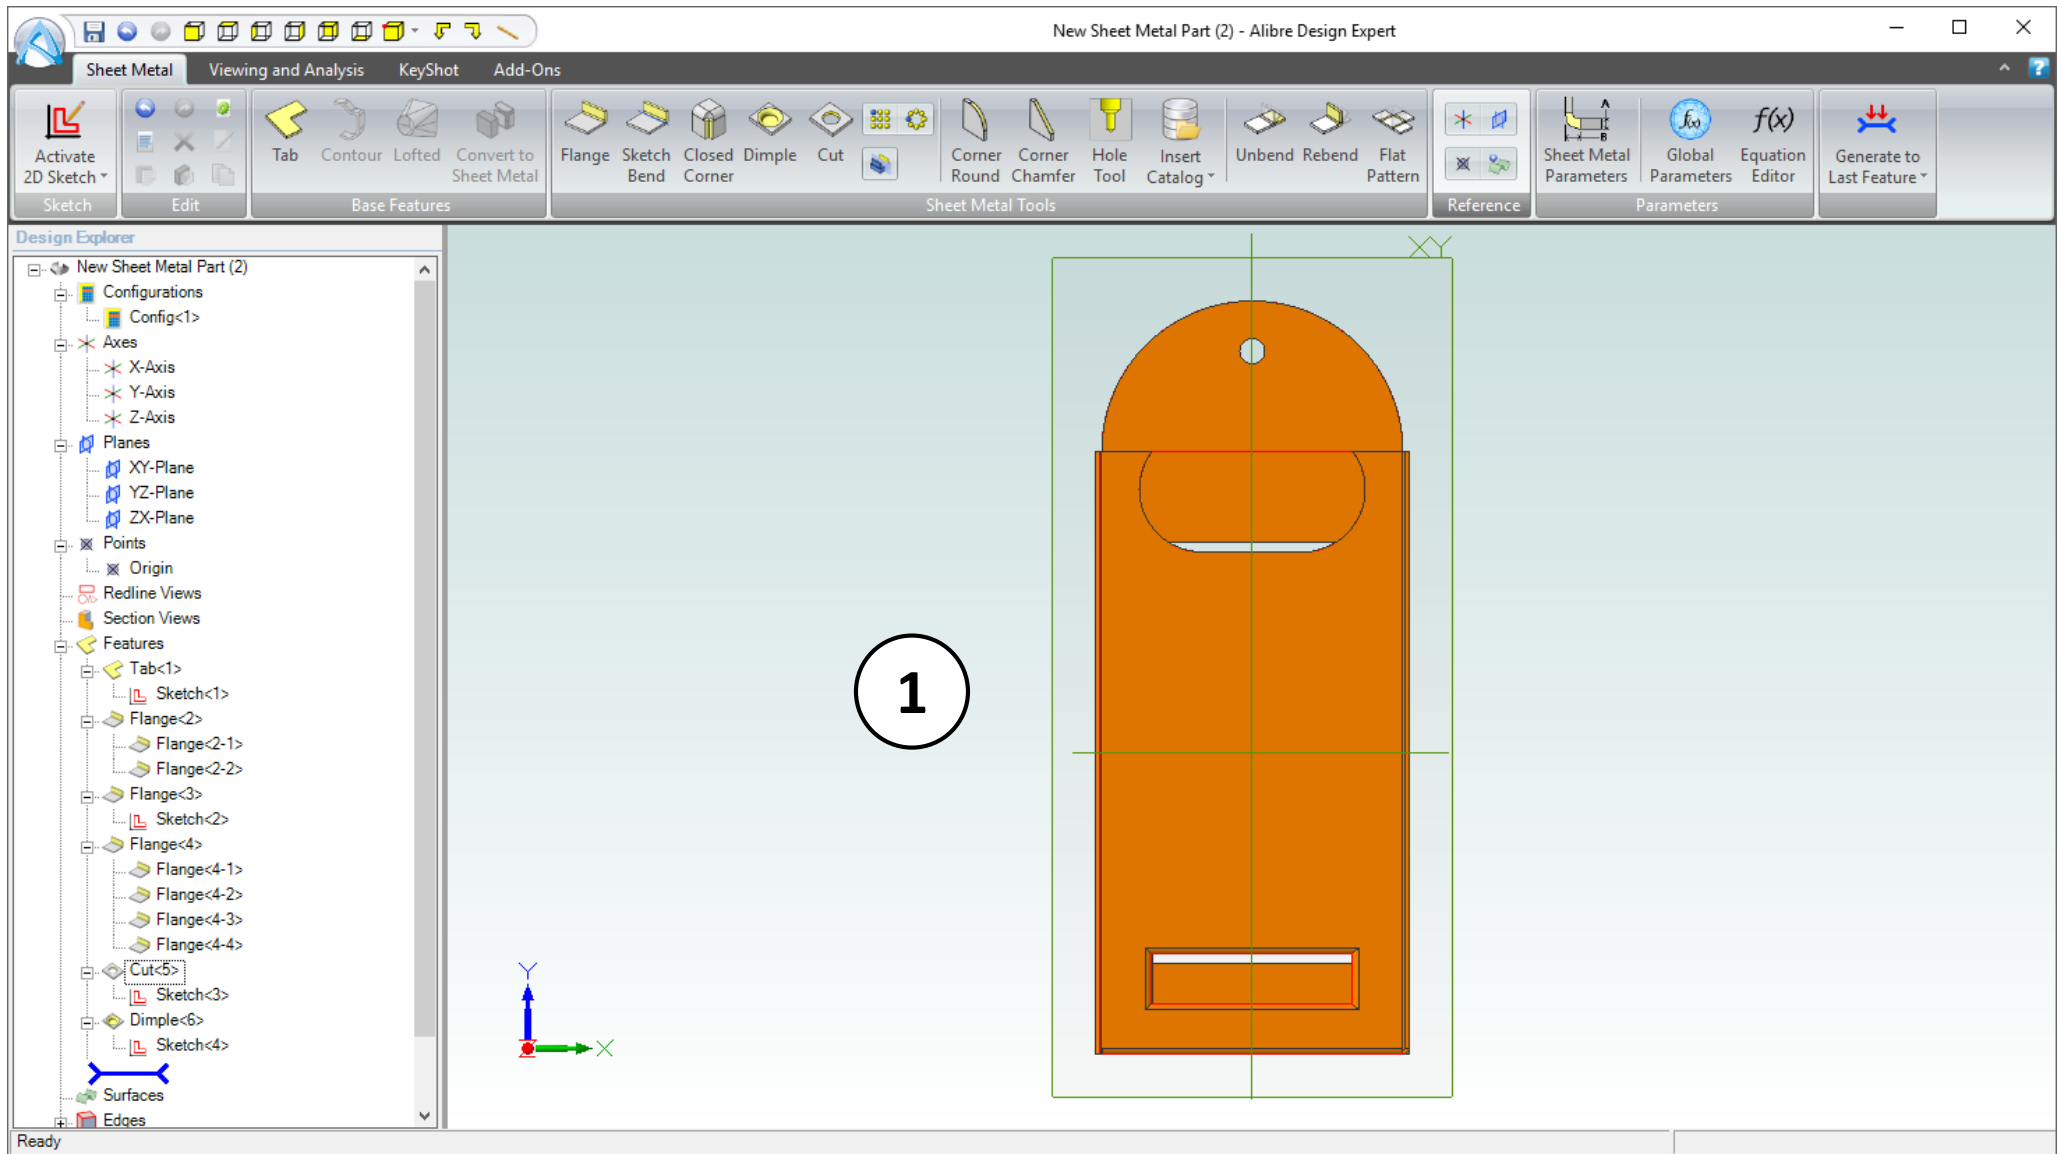 New Sheet Metal Part (2) - Alibre Design Expert
Sheet Metal
Viewing and Analysis
KeyShot
Add-Ons
?
Activate
2D Sketch
Tab
Contour
Lofted
Convert to
Sheet Metal
Flange
Sketch
Bend
Closed
Corner
Dimple
Cut
Corner
Round
Corner
Chamfer
Hole
Tool
Insert
Catalog
Unbend
Rebend
Flat
Pattern
A
B
Sheet Metal
Parameters
f(x)
Global
Parameters
f(x)
Equation
Editor
Generate to
Last Feature
Sketch
Edit
Base Features
Sheet Metal Tools
Reference
Parameters
Design Explorer
New Sheet Metal Part (2)
Configurations
Config<1>
Axes
X-Axis
Y-Axis
Z-Axis
Planes
XY-Plane
YZ-Plane
ZX-Plane
Points
Origin
Redline Views
Section Views
Features
Tab<1>
Sketch<1>
Flange<2>
Flange<2-1>
Flange<2-2>
Flange<3>
Sketch<2>
Flange<4>
Flange<4-1>
Flange<4-2>
Flange<4-3>
Flange<4-4>
Cut<5>
Sketch<3>
Dimple<6>
Sketch<4>
Surfaces
Edges
XY
1
Y
X
Z
Ready